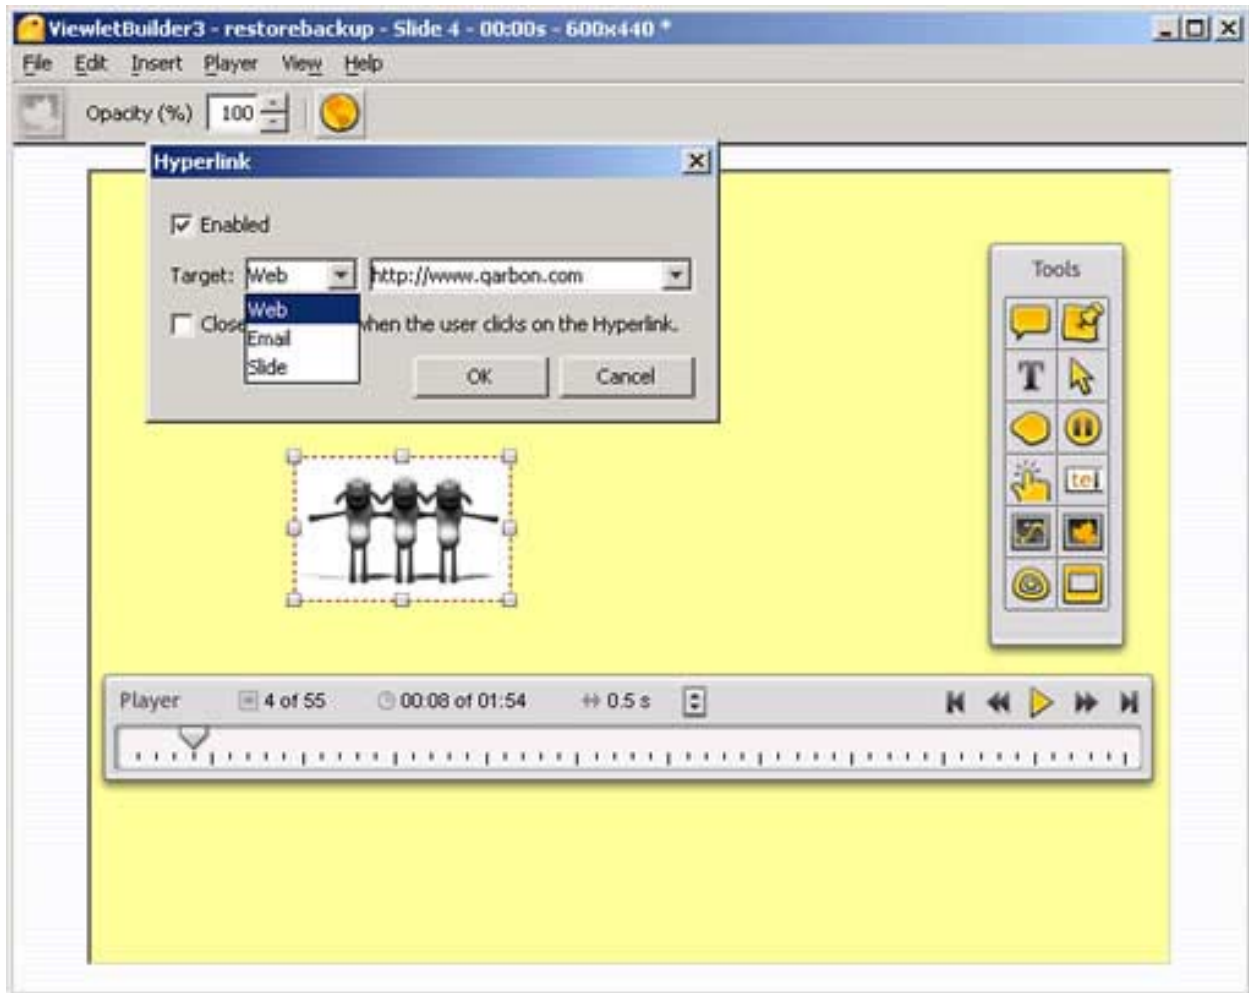 ViewletBuilder3 - restorebackup - Slide 4 - 00:00s - 600x440 *
File Edit Insert Player View Help
Opacity (%) 100
Hyperlink
Enabled
Target: Web http://www.qarbon.com
Web
Close when the user clicks on the Hyperlink.
Email
Slide
OK Cancel
Tools
T
te
Player 4 of 55 00:08 of 01:54 0.5 s